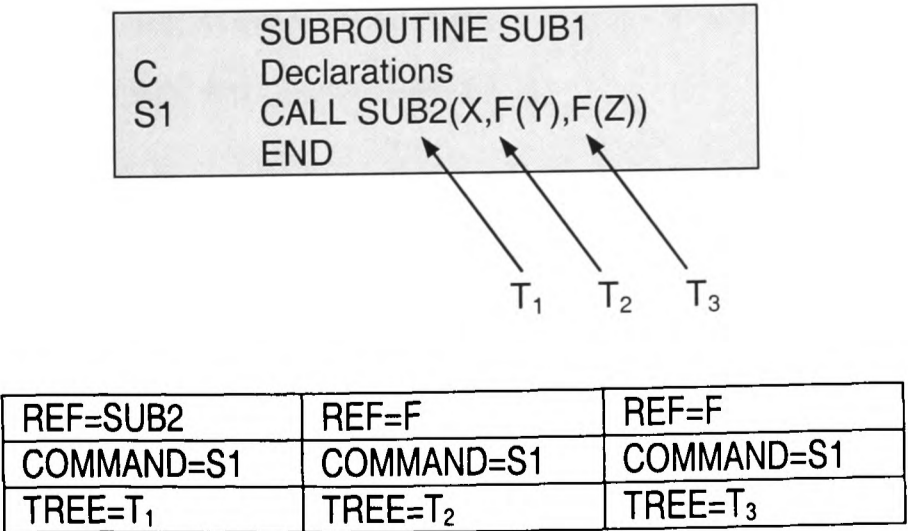 SUBROUTINE SUB1
C Declarations
S1 CALL SUB2(X,F(Y),F(Z))
END
T₁ T₂ T₃
REF=SUB2 REF=F REF=F
COMMAND=S1 COMMAND=S1 COMMAND=S1
TREE=T₁ TREE=T₂ TREE=T₃